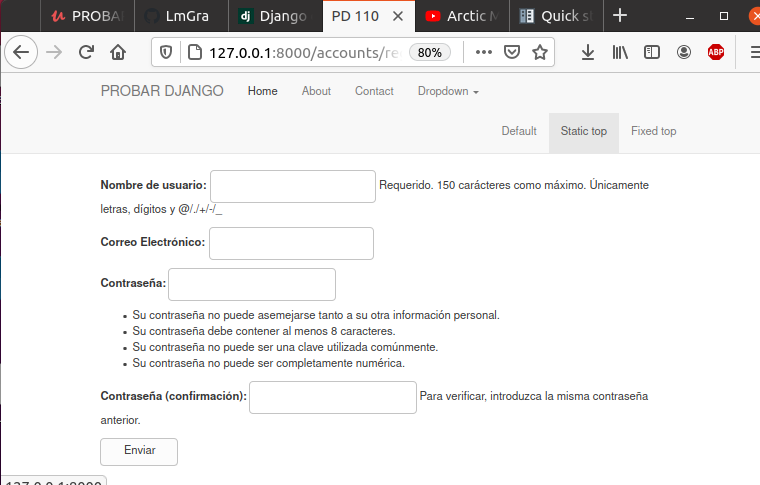 PROBAR
LmGra
Django
PD 110
Arctic M
Quick s
127.0.0.1:8000/accounts/re
80%
ABP
PROBAR DJANGO Home About Contact Dropdown
Default Static top Fixed top
Nombre de usuario: Requerido. 150 carácteres como máximo. Únicamente
letras, dígitos y @/./+/-/_
Correo Electrónico:
Contraseña:
Su contraseña no puede asemejarse tanto a su otra información personal.
Su contraseña debe contener al menos 8 caracteres.
Su contraseña no puede ser una clave utilizada comúnmente.
Su contraseña no puede ser completamente numérica.
Contraseña (confirmación): Para verificar, introduzca la misma contraseña
anterior.
Enviar
127.0.0.1:8000